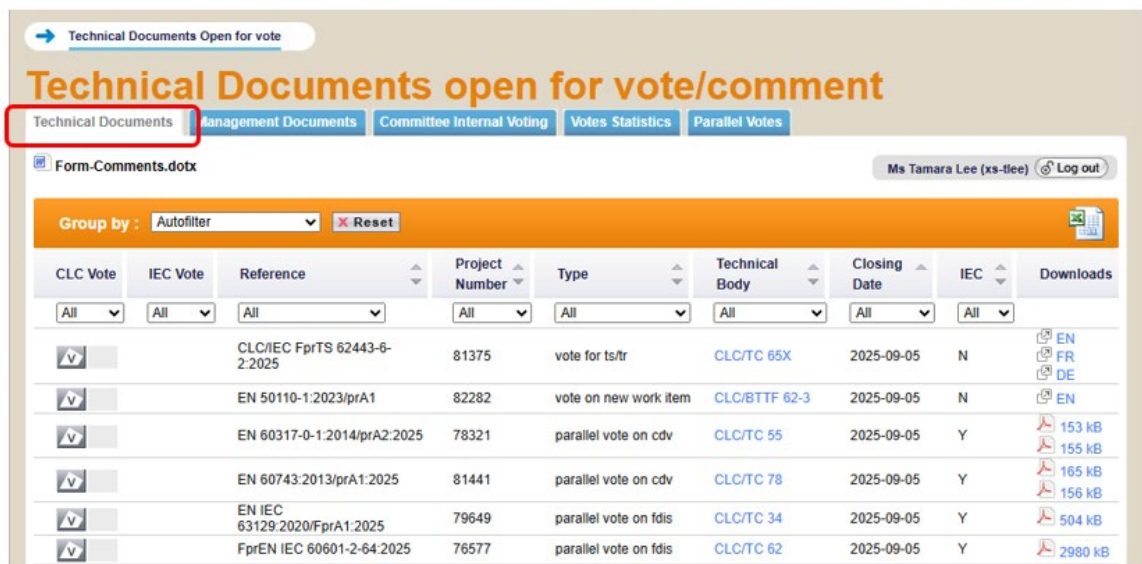 Technical Documents Open for vote
Technical Documents open for vote/comment
Technical Documents Management Documents Committee Internal Voting Votes Statistics Parallel Votes
Form-Comments.dotx Ms Tamara Lee (xs-tlee) Log out
Group by : Autofilter X Reset
CLC Vote IEC Vote Reference Project Number Type Technical Body Closing Date IEC Downloads
All All All All All All All All
V CLC/IEC FprTS 62443-6-2:2025 81375 vote for ts/tr CLC/TC 65X 2025-09-05 N EN FR DE
V EN 50110-1:2023/prA1 82282 vote on new work item CLC/BTTF 62-3 2025-09-05 N EN
V EN 60317-0-1:2014/prA2:2025 78321 parallel vote on cdv CLC/TC 55 2025-09-05 Y 153 kB 155 kB
V EN 60743:2013/prA1:2025 81441 parallel vote on cdv CLC/TC 78 2025-09-05 Y 165 kB 156 kB
V EN IEC 63129:2020/FprA1:2025 79649 parallel vote on fdis CLC/TC 34 2025-09-05 Y 504 kB
V FprEN IEC 60601-2-64:2025 76577 parallel vote on fdis CLC/TC 62 2025-09-05 Y 2980 kB